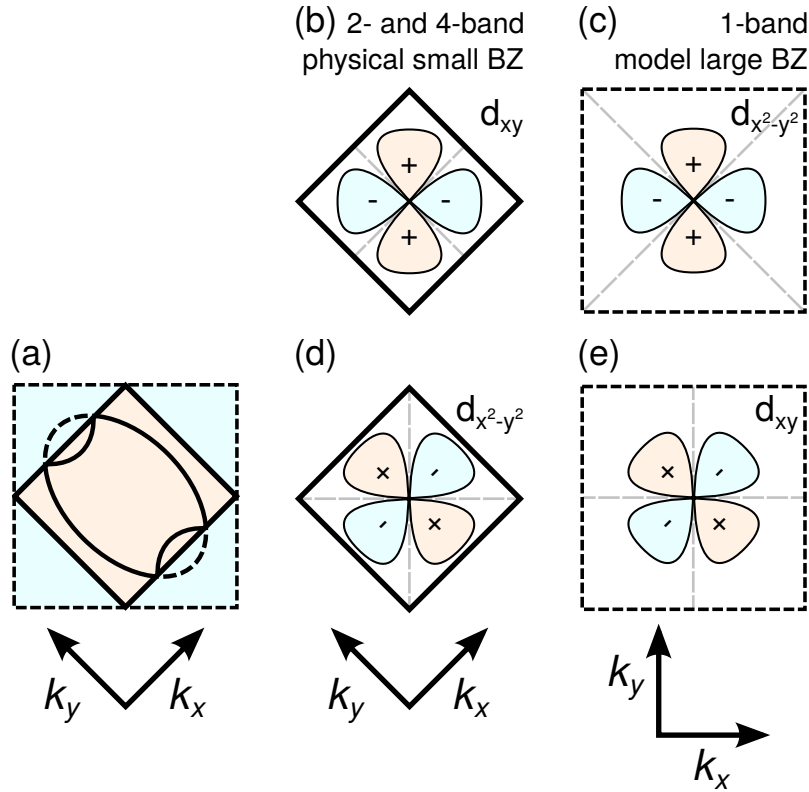 (b) 2- and 4-band
physical small BZ
(c) 1-band
model large BZ
d_xy
+
- -
+
d_x²-y²
+
- -
+
(a)
(d)
d_x²-y²
+ -
- +
(e)
d_xy
+ -
- +
k_y k_x
k_y k_x
k_y
k_x